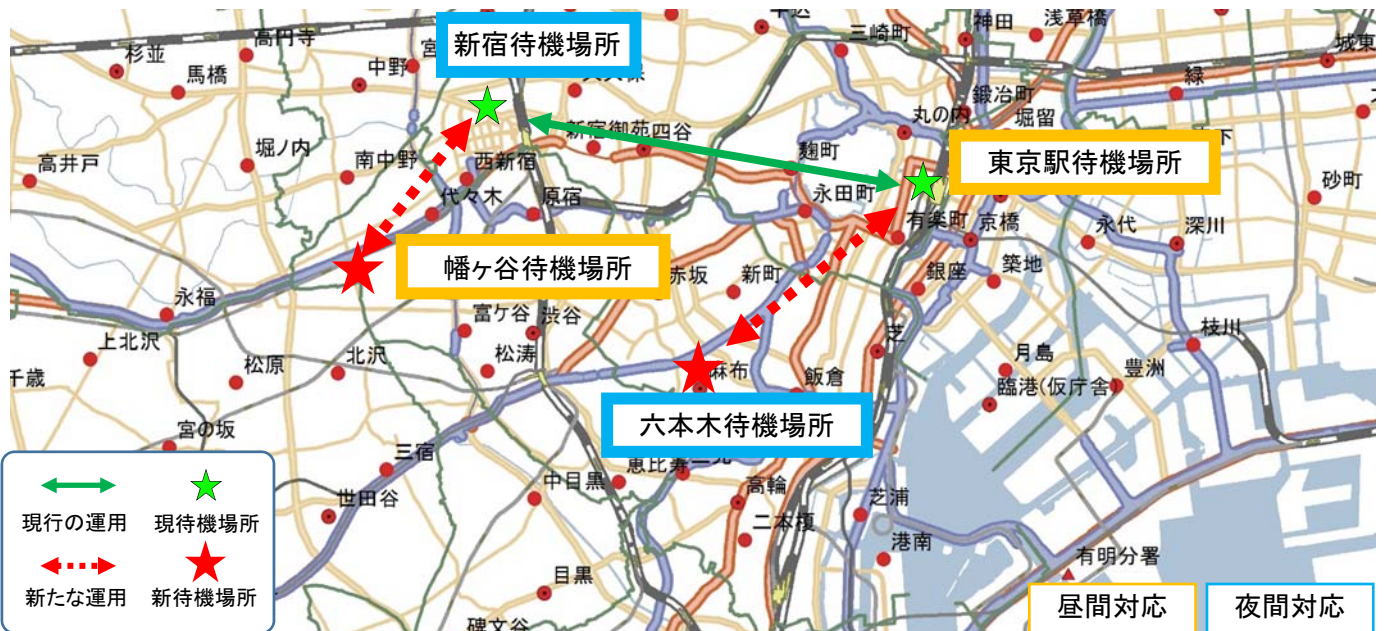 新宿待機場所
三崎町
神田
浅草橋
城東
高円寺
杉並
馬橋
中野
緑
鍛冶町
丸の内
堀留
新宿御苑
四谷
麹町
東京駅待機場所
堀ノ内
高井戸
南中野
西新宿
代々木
原宿
永田町
有楽町
京橋
永代
深川
砂町
幡ヶ谷待機場所
赤坂
新町
銀座
築地
永福
富ケ谷
渋谷
芝
枝川
上北沢
松原
北沢
松涛
麻布
飯倉
月島
豊洲
千歳
臨港(仮庁舎)
六本木待機場所
宮の坂
三宿
恵比寿
世田谷
中目黒
高輪
芝浦
二本榎
港南
有明分署
目黒
碑文谷
現行の運用
現待機場所
新たな運用
新待機場所
昼間対応
夜間対応